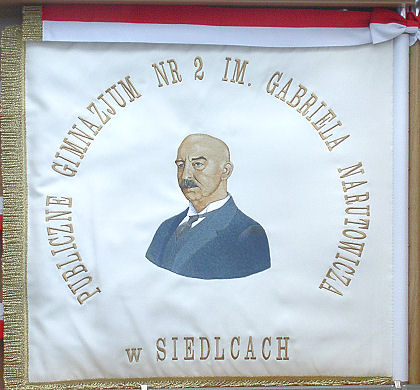 PUBLICZNE GIMNAZJUM NR 2 IM. GABRIELA NARUTOWICZA
w SIEDLCACH